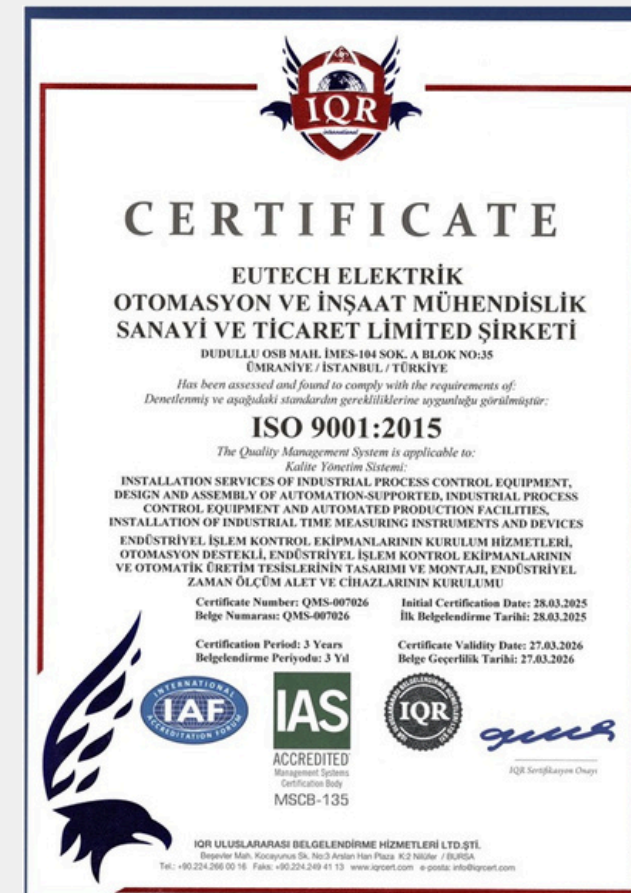 IQR
international
CERTIFICATE
EUTECH ELEKTRİK
OTOMASYON VE İNŞAAT MÜHENDİSLİK
SANAYİ VE TİCARET LİMİTED ŞİRKETİ
DUDULLU OSB MAH. İMES-104 SOK. A BLOK NO:35
ÜMRANİYE / İSTANBUL / TÜRKİYE
Has been assessed and found to comply with the requirements of:
Denetlenmiş ve aşağıdaki standardın gerekliliklerine uygunluğu görülmüştür:
ISO 9001:2015
The Quality Management System is applicable to:
Kalite Yönetim Sistemi:
INSTALLATION SERVICES OF INDUSTRIAL PROCESS CONTROL EQUIPMENT,
DESIGN AND ASSEMBLY OF AUTOMATION-SUPPORTED, INDUSTRIAL PROCESS
CONTROL EQUIPMENT AND AUTOMATED PRODUCTION FACILITIES,
INSTALLATION OF INDUSTRIAL TIME MEASURING INSTRUMENTS AND DEVICES
ENDÜSTRİYEL İŞLEM KONTROL EKİPMANLARININ KURULUM HİZMETLERİ,
OTOMASYON DESTEKLİ, ENDÜSTRİYEL İŞLEM KONTROL EKİPMANLARININ
VE OTOMATİK ÜRETİM TESİSLERİNİN TASARIMI VE MONTAJI, ENDÜSTRİYEL
ZAMAN ÖLÇÜM ALET VE CİHAZLARININ KURULUMU
Certificate Number: QMS-007026
Belge Numarası: QMS-007026
Initial Certification Date: 28.03.2025
İlk Belgelendirme Tarihi: 28.03.2025
Certification Period: 3 Years
Belgelendirme Periyodu: 3 Yıl
Certificate Validity Date: 27.03.2026
Belge Geçerlilik Tarihi: 27.03.2026
INTERNATIONAL
IAF
ACCREDITATION FORUM
IAS
ACCREDITED
Management Systems
Certification Body
MSCB-135
IQR
IQR Sertifikasyon Onayı
IQR ULUSLARARASI BELGELENDİRME HİZMETLERİ LTD.ŞTİ.
Beşevler Mah. Kocayunus Sk. No:3 Arslan Han Plaza K:2 Nilüfer / BURSA
Tel.: +90.224.266 00 16 Faks: +90.224.249 41 13 www.iqrcert.com e-posta: info@iqrcert.com